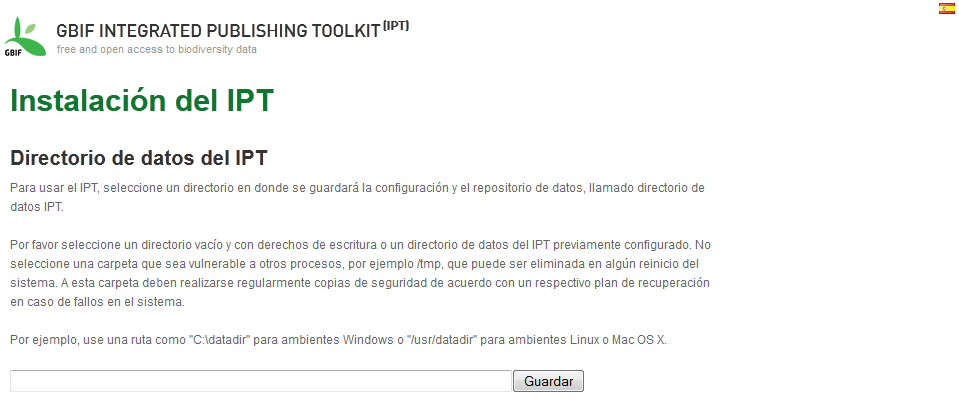 GBIF INTEGRATED PUBLISHING TOOLKIT (IPT)
free and open access to biodiversity data
GBIF
Instalación del IPT
Directorio de datos del IPT
Para usar el IPT, seleccione un directorio en donde se guardará la configuración y el repositorio de datos, llamado directorio de
datos IPT.
Por favor seleccione un directorio vacío y con derechos de escritura o un directorio de datos del IPT previamente configurado. No
seleccione una carpeta que sea vulnerable a otros procesos, por ejemplo /tmp, que puede ser eliminada en algún reinicio del
sistema. A esta carpeta deben realizarse regularmente copias de seguridad de acuerdo con un respectivo plan de recuperación
en caso de fallos en el sistema.
Por ejemplo, use una ruta como "C:\datadir" para ambientes Windows o "/usr/datadir" para ambientes Linux o Mac OS X.
Guardar